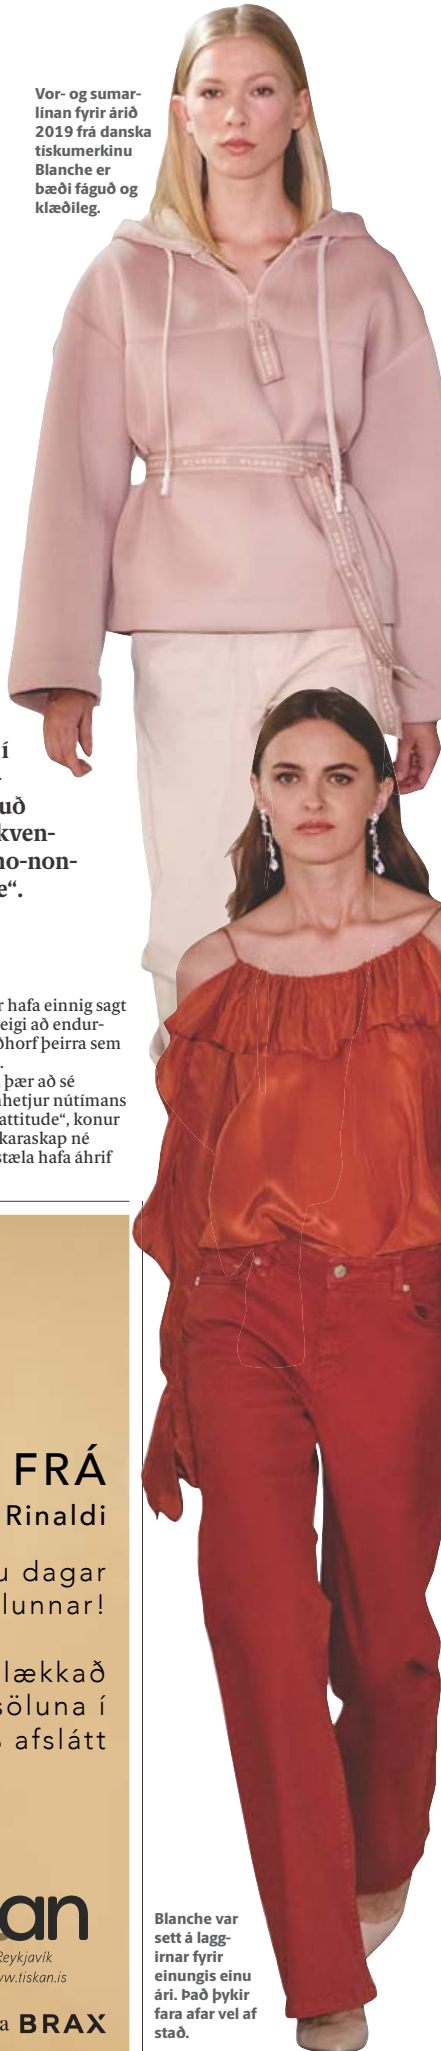 Vor- og sumar-
línan fyrir árið
2019 frá danska
tískumerkinu
Blanche er
bæði fáguð og
klæðileg.
í
uð
kven-
no-non-
e“.
r hafa einnig sagt
eigi að endur-
ðhorf þeirra sem
.
þær að sé
nhetjur nútímans
attitude“, konur
karaskap né
stæla hafa áhrif
FRÁ
Rinaldi
u dagar
lunnar!
lækkað
söluna í
afslátt
kan
Reykjavík
ww.tiskan.is
a BRAX
Blanche var
sett á lagg-
irnar fyrir
einungis einu
ári. Það þykir
fara afar vel af
stað.